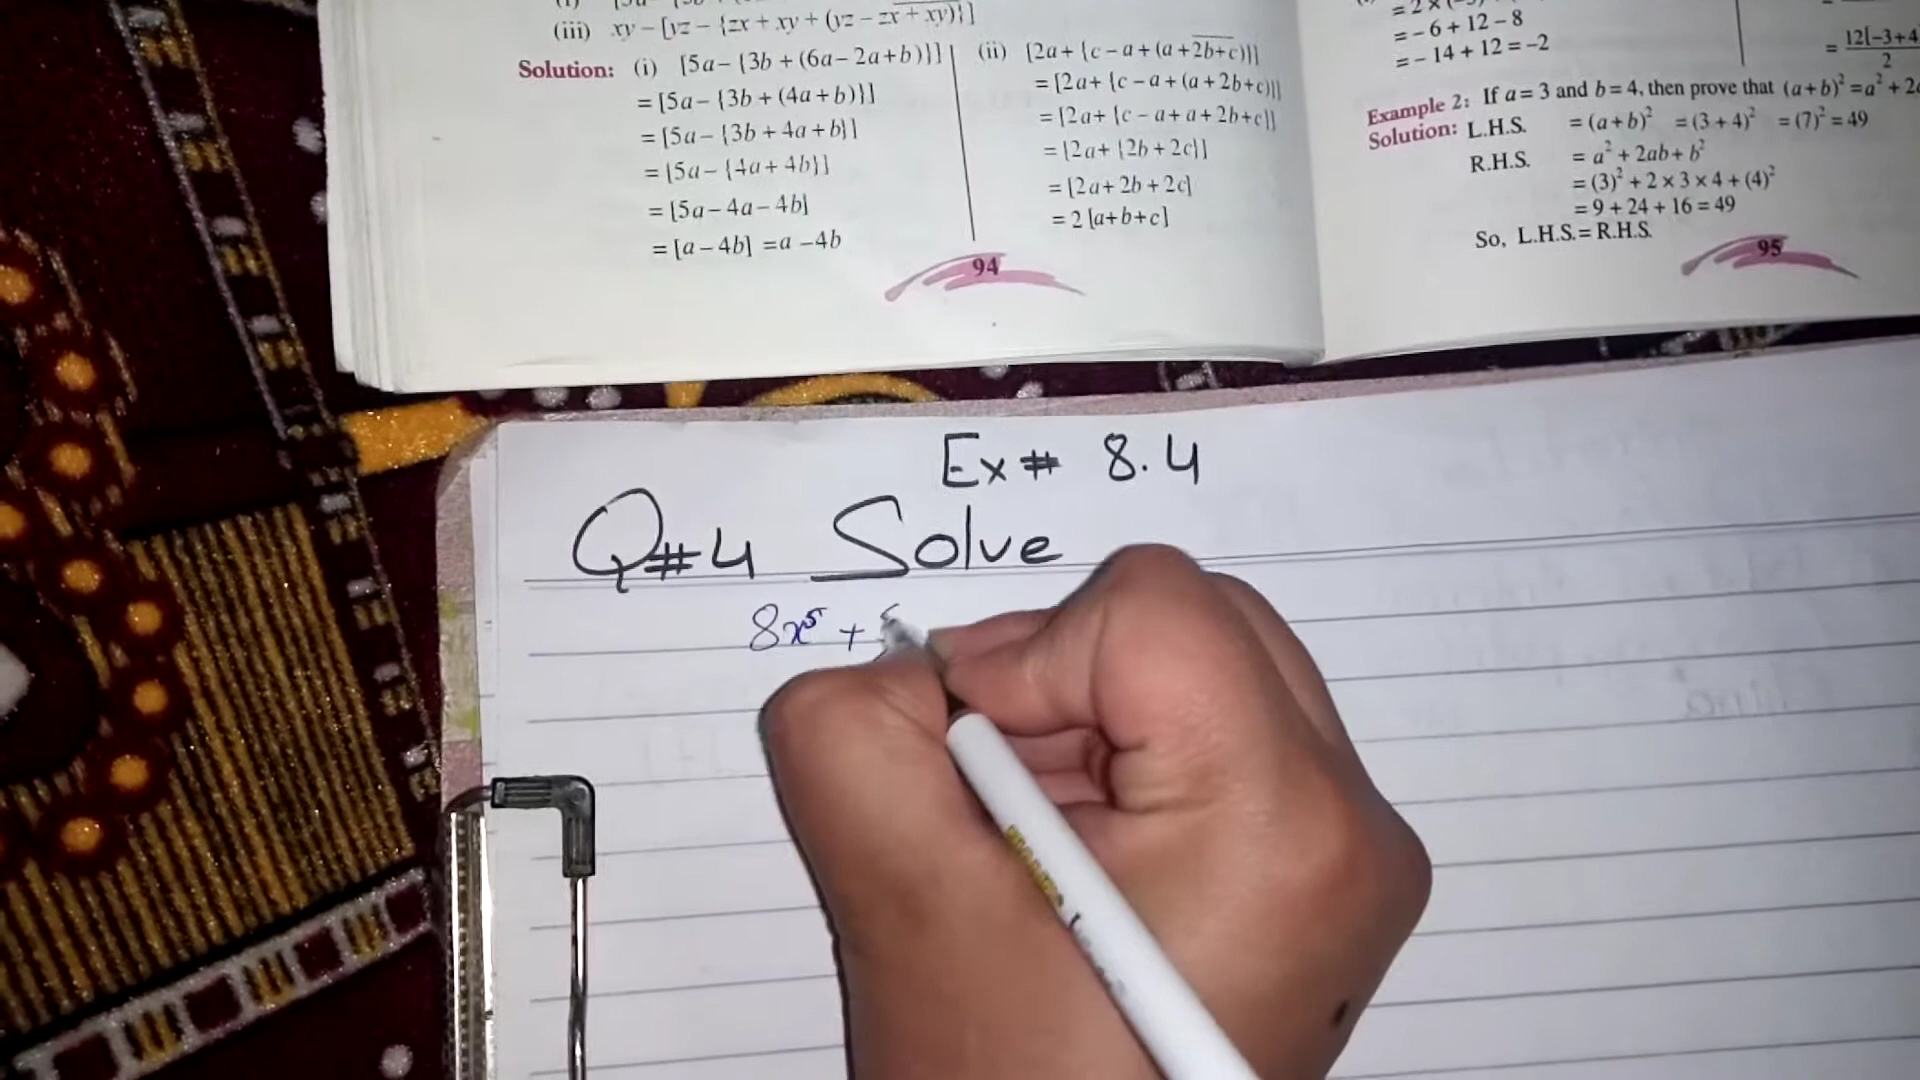 (iii) xy – [yz – {zx + xy + (yz – zx + xy)}]
Solution: (i) [5a – {3b + (6a – 2a + b)}]
= [5a – {3b + (4a + b)}]
= [5a – {3b + 4a + b}]
= [5a – {4a + 4b}]
= [5a – 4a – 4b]
= [a – 4b] = a – 4b
(ii) [2a + {c – a + (a + 2b + c)}]
= [2a + {c – a + (a + 2b + c)}]
= [2a + {c – a + a + 2b + c}]
= [2a + {2b + 2c}]
= [2a + 2b + 2c]
= 2 [a + b + c]
94
= – 6 + 12 – 8
= – 14 + 12 = –2
Example 2: If a = 3 and b = 4, then prove that (a + b)² = a² +
Solution: L.H.S. = (a + b)² = (3 + 4)² = (7)² = 49
R.H.S. = a² + 2ab + b²
= (3)² + 2 × 3 × 4 + (4)²
= 9 + 24 + 16 = 49
So, L.H.S. = R.H.S.
95
Ex# 8.4
Q#4 Solve
8x⁵ +